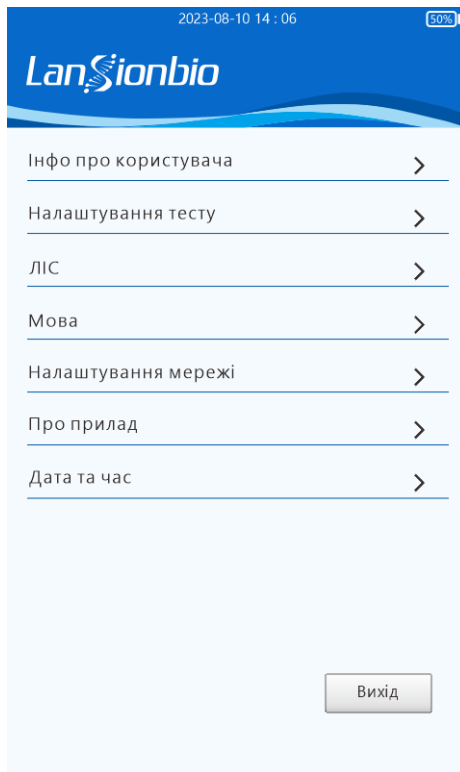 2023-08-10 14 : 06
50%
Lansionbio
Інфо про користувача
Налаштування тесту
ЛІС
Мова
Налаштування мережі
Про прилад
Дата та час
Вихід